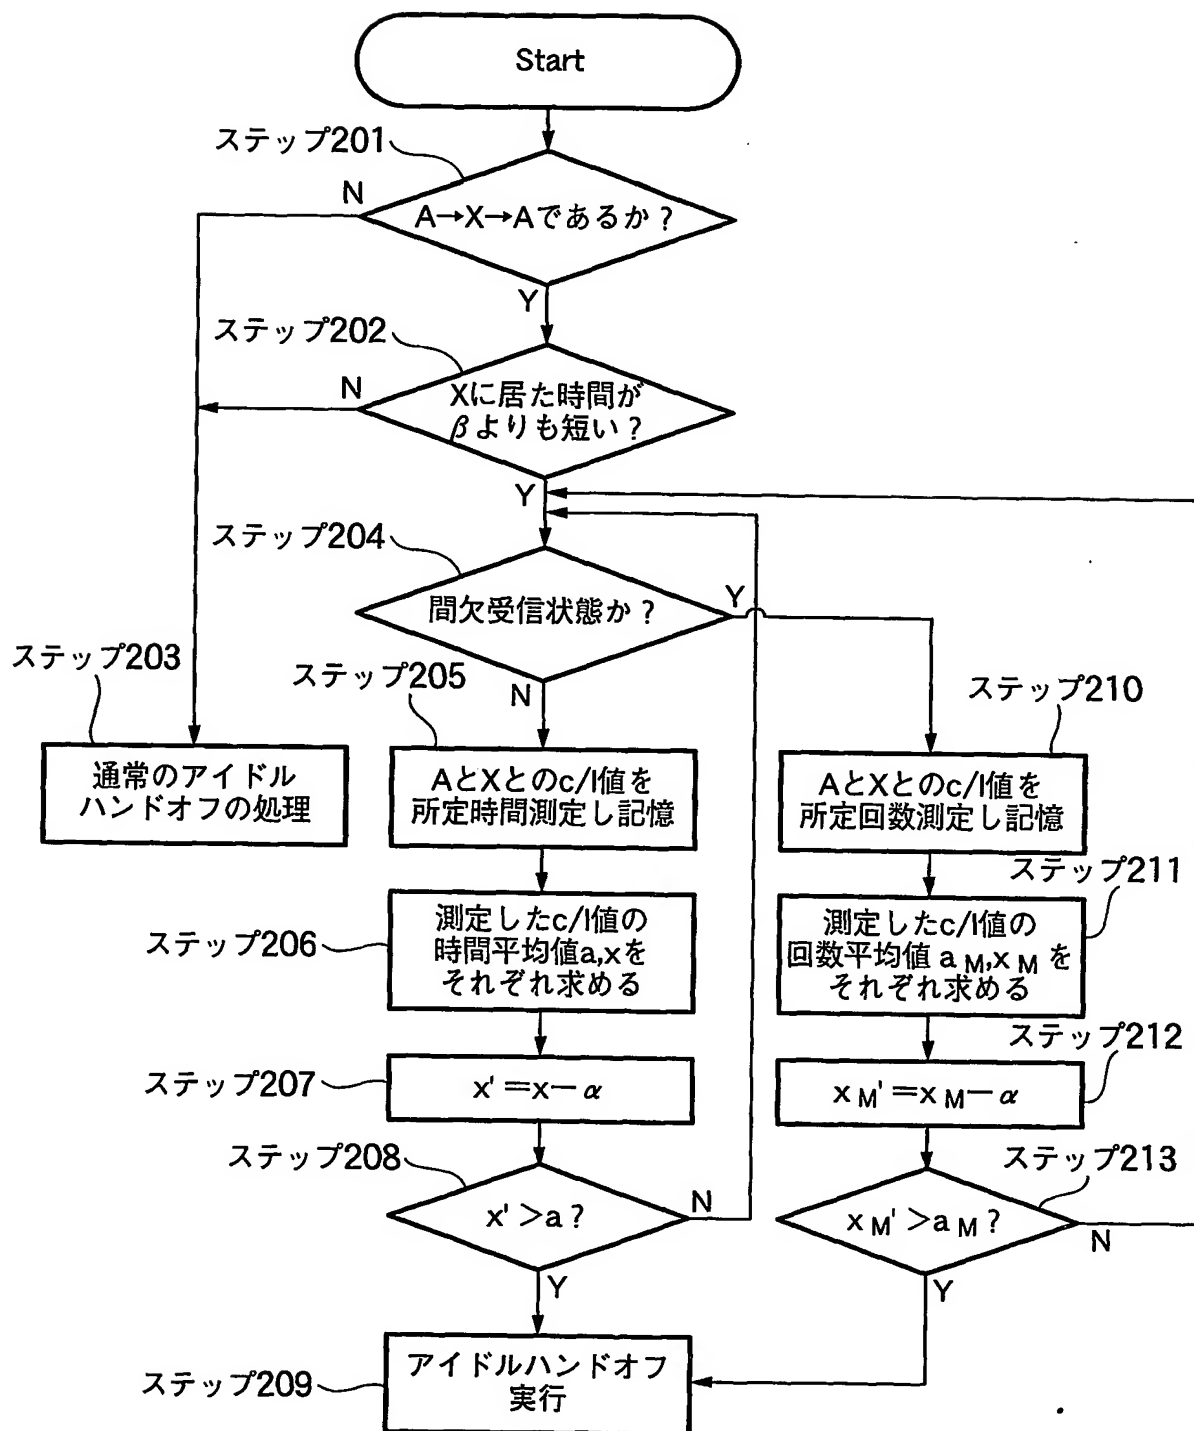 Start
ステップ201
N
A→X→Aであるか？
Y
ステップ202
N
Xに居た時間が
βよりも短い？
Y
ステップ204
間欠受信状態か？
Y
N
ステップ203
通常のアイドル
ハンドオフの処理
ステップ205
AとXとのc/I値を
所定時間測定し記憶
ステップ210
AとXとのc/I値を
所定回数測定し記憶
ステップ206
測定したc/I値の
時間平均値a,xを
それぞれ求める
ステップ211
測定したc/I値の
回数平均値 a M,x M を
それぞれ求める
ステップ207
x'＝x－α
ステップ212
x M'＝x M－α
ステップ208
x'＞a？
N
Y
ステップ213
x M'＞a M？
N
Y
ステップ209
アイドルハンドオフ
実行